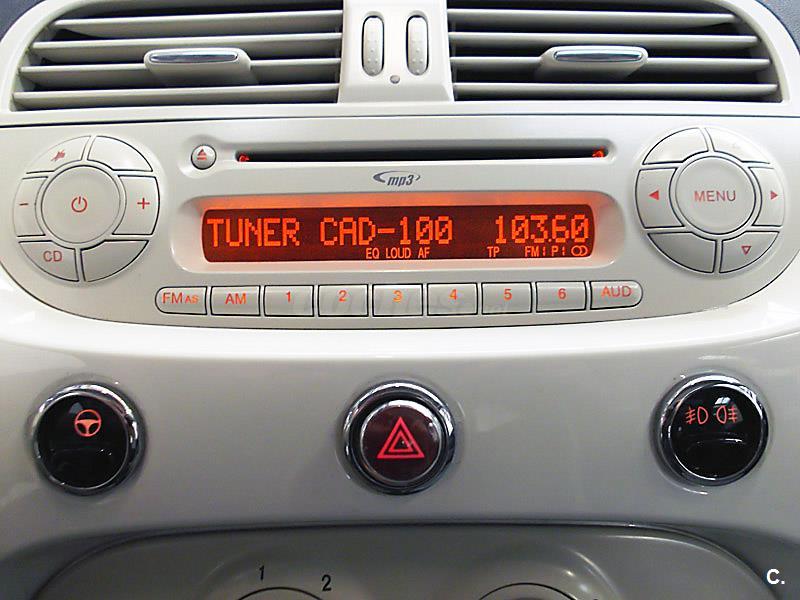 mp3
TUNER CAD-100 103.60
EQ LOUD AF TP FM1 P1
MENU
CD
FM AS AM 1 2 3 4 5 6 AUD
1 2
C.